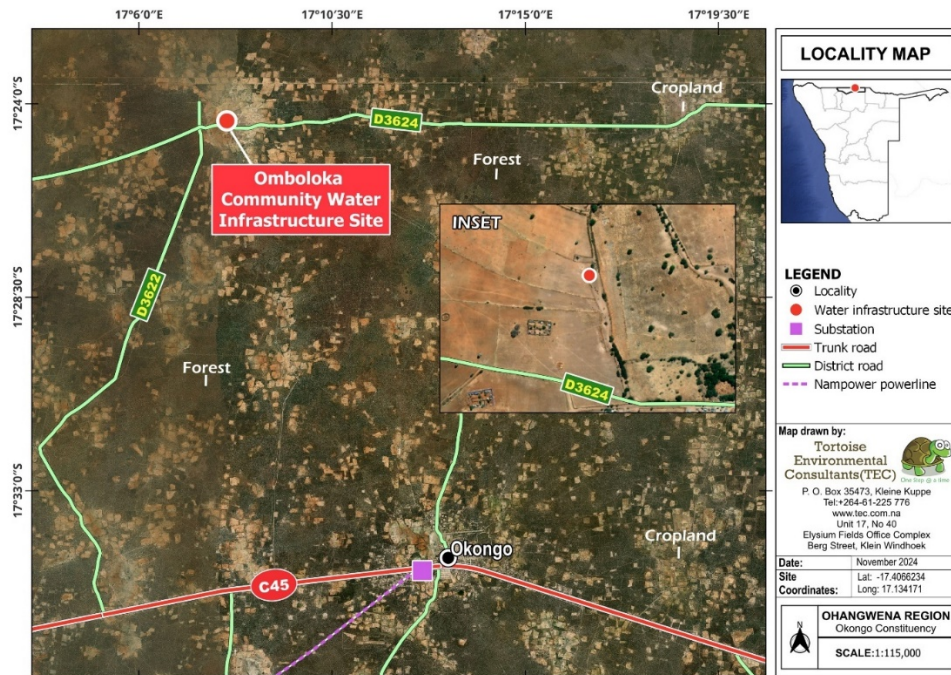 17°6'0"E
17°10'30"E
17°15'0"E
17°19'30"E
17°24'0"S
17°28'30"S
17°33'0"S
Cropland
D3624
Forest
Omboloka
Community Water
Infrastructure Site
INSET
D3624
D3622
Forest
Okongo
Cropland
C45
LOCALITY MAP
LEGEND
Locality
Water infrastructure site
Substation
Trunk road
District road
Nampower powerline
Map drawn by:
Tortoise
Environmental
Consultants(TEC)
One Step @ a time
P. O. Box 35473, Kleine Kuppe
Tel:+264-61-225 776
www.tec.com.na
Unit 17, No 40
Elysium Fields Office Complex
Berg Street, Klein Windhoek
Date: November 2024
Site Lat: -17.4066234
Coordinates: Long: 17.134171
N
OHANGWENA REGION
Okongo Constituency
SCALE:1:115,000